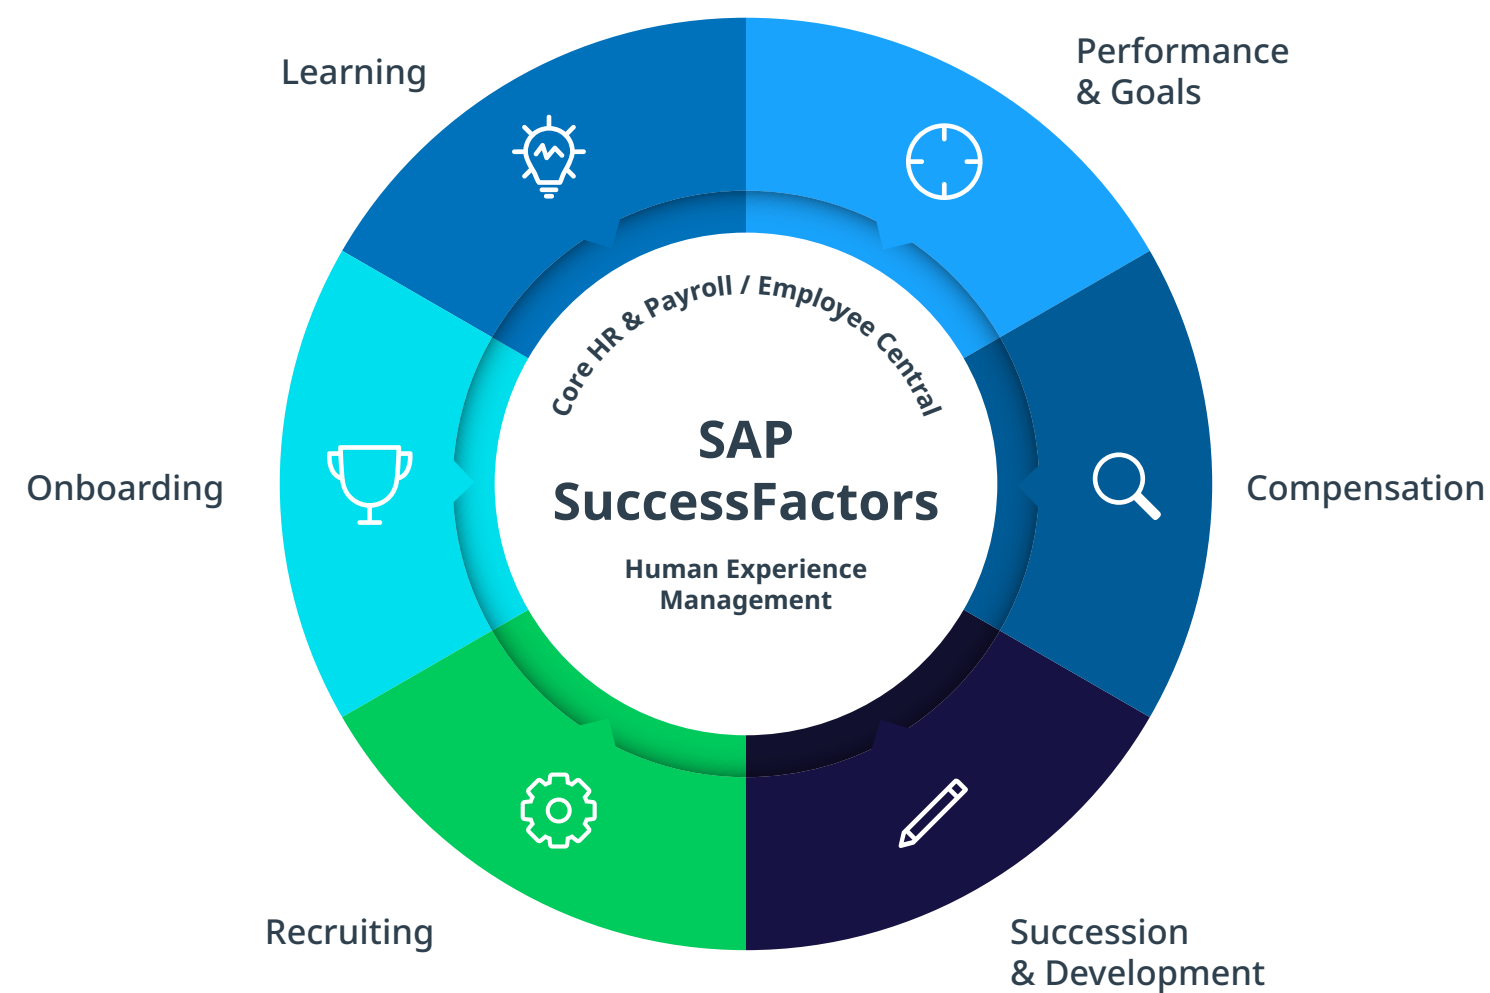 Learning
Performance
& Goals
Core HR & Payroll / Employee Central
SAP
SuccessFactors
Human Experience
Management
Onboarding
Compensation
Recruiting
Succession
& Development